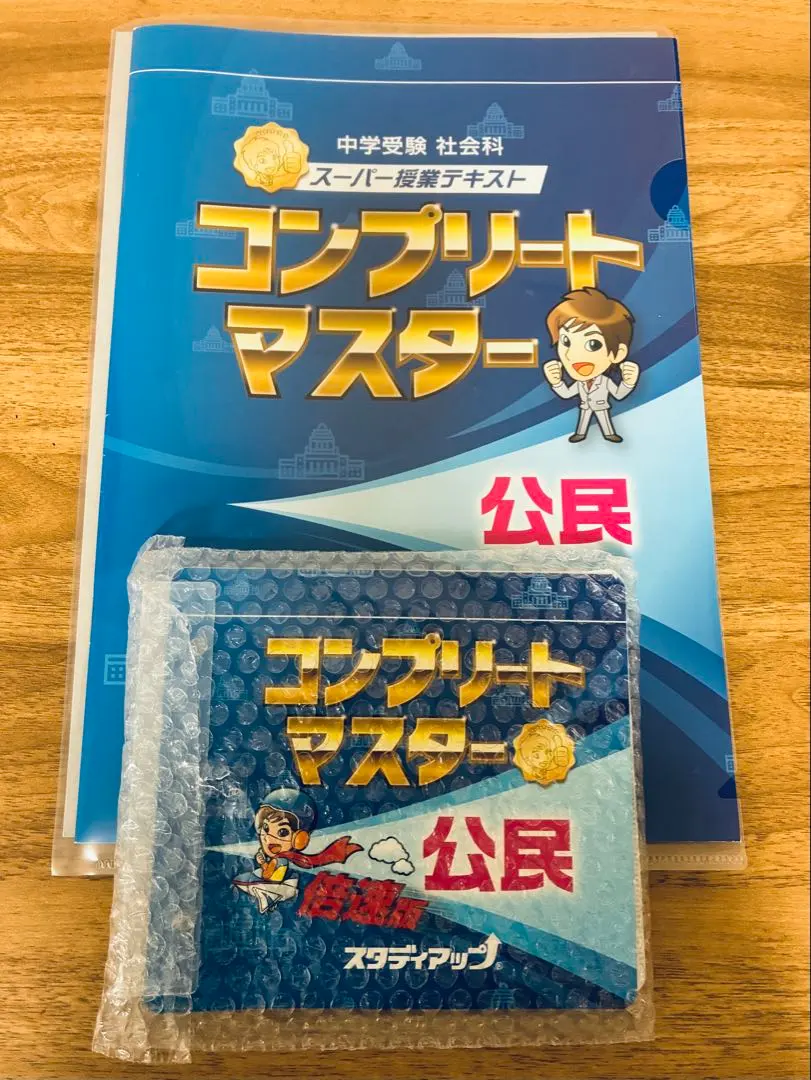 中学受験 社会科
スーパー授業テキスト
コンプリート
マスター
公民
コンプリート
マスター
公民
倍速版
スタディアップ